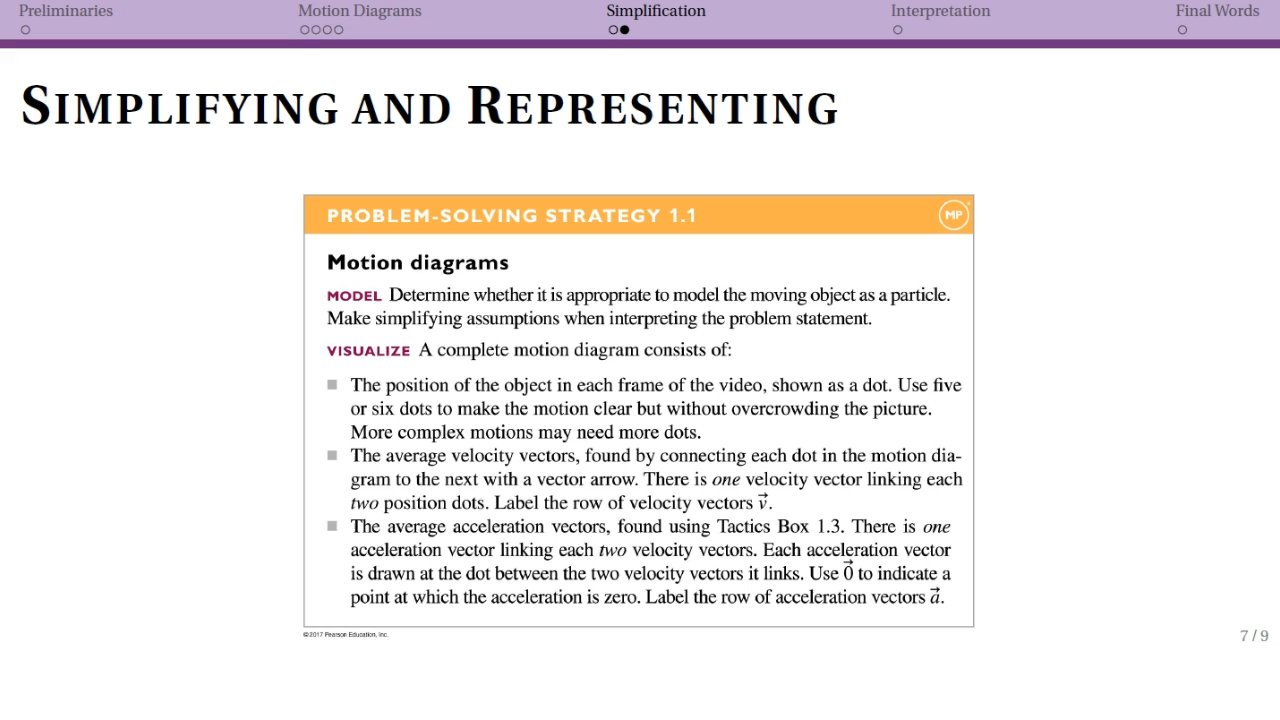 Preliminaries
Motion Diagrams
Simplification
Interpretation
Final Words
SIMPLIFYING AND REPRESENTING
PROBLEM-SOLVING STRATEGY 1.1
MP
Motion diagrams
MODEL Determine whether it is appropriate to model the moving object as a particle.
Make simplifying assumptions when interpreting the problem statement.
VISUALIZE A complete motion diagram consists of:
■ The position of the object in each frame of the video, shown as a dot. Use five
or six dots to make the motion clear but without overcrowding the picture.
More complex motions may need more dots.
■ The average velocity vectors, found by connecting each dot in the motion dia-
gram to the next with a vector arrow. There is one velocity vector linking each
two position dots. Label the row of velocity vectors v⃗.
■ The average acceleration vectors, found using Tactics Box 1.3. There is one
acceleration vector linking each two velocity vectors. Each acceleration vector
is drawn at the dot between the two velocity vectors it links. Use 0⃗ to indicate a
point at which the acceleration is zero. Label the row of acceleration vectors a⃗.
©2017 Pearson Education, Inc.
7 / 9